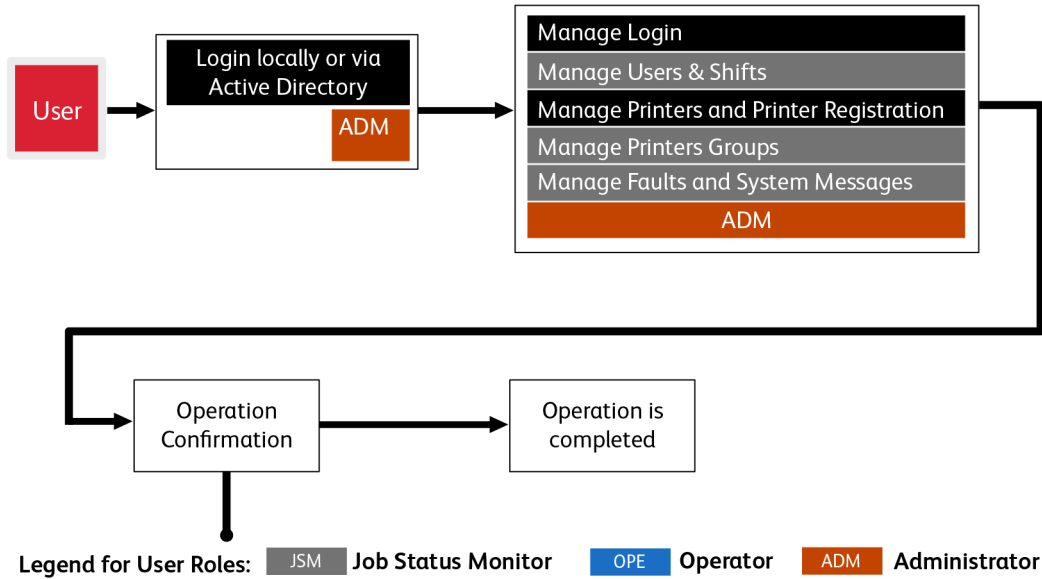 User
Login locally or via
Active Directory
ADM
Manage Login
Manage Users & Shifts
Manage Printers and Printer Registration
Manage Printers Groups
Manage Faults and System Messages
ADM
Operation
Confirmation
Operation is
completed
Legend for User Roles: JSM Job Status Monitor OPE Operator ADM Administrator